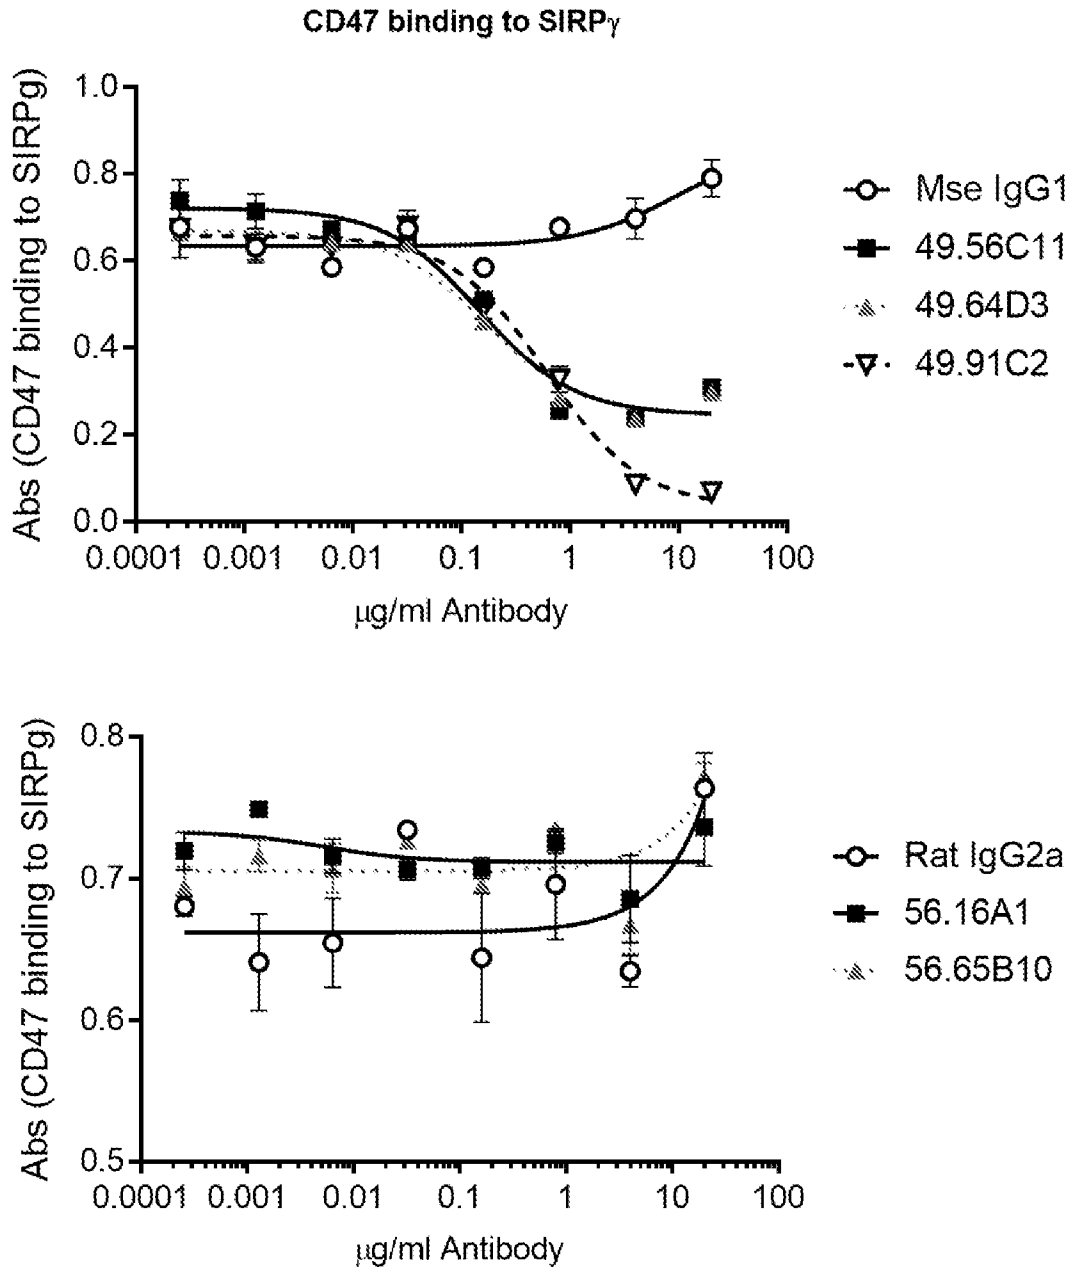 CD47 binding to SIRPγ
Abs (CD47 binding to SIRPg)
1.0
0.8
0.6
0.4
0.2
0.0
0.0001 0.001 0.01 0.1 1 10 100
µg/ml Antibody
Mse IgG1
49.56C11
49.64D3
49.91C2
Abs (CD47 binding to SIRPg)
0.8
0.7
0.6
0.5
0.0001 0.001 0.01 0.1 1 10 100
µg/ml Antibody
Rat IgG2a
56.16A1
56.65B10